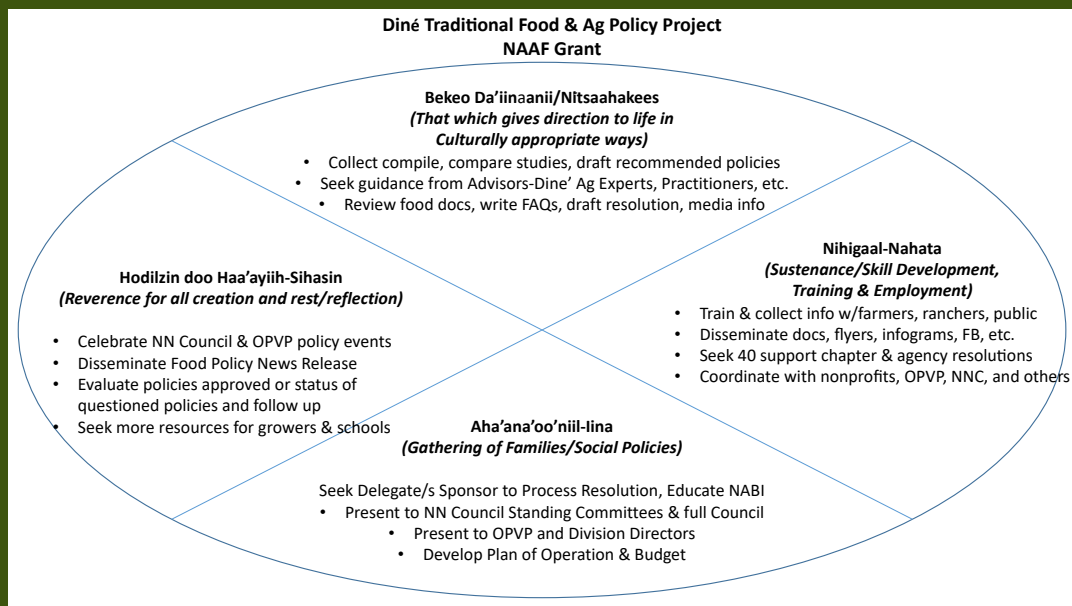 Diné Traditional Food & Ag Policy Project
NAAF Grant
Bekeo Da’iinaanii/Nitsaahakees
(That which gives direction to life in
Culturally appropriate ways)
• Collect compile, compare studies, draft recommended policies
• Seek guidance from Advisors-Dine’ Ag Experts, Practitioners, etc.
• Review food docs, write FAQs, draft resolution, media info
Hodilzin doo Haa’ayiih-Sihasin
(Reverence for all creation and rest/reflection)
• Celebrate NN Council & OPVP policy events
• Disseminate Food Policy News Release
• Evaluate policies approved or status of
questioned policies and follow up
• Seek more resources for growers & schools
Nihigaal-Nahata
(Sustenance/Skill Development,
Training & Employment)
• Train & collect info w/farmers, ranchers, public
• Disseminate docs, flyers, infograms, FB, etc.
• Seek 40 support chapter & agency resolutions
• Coordinate with nonprofits, OPVP, NNC, and others
Aha’ana’oo’niil-Iina
(Gathering of Families/Social Policies)
Seek Delegate/s Sponsor to Process Resolution, Educate NABI
• Present to NN Council Standing Committees & full Council
• Present to OPVP and Division Directors
• Develop Plan of Operation & Budget